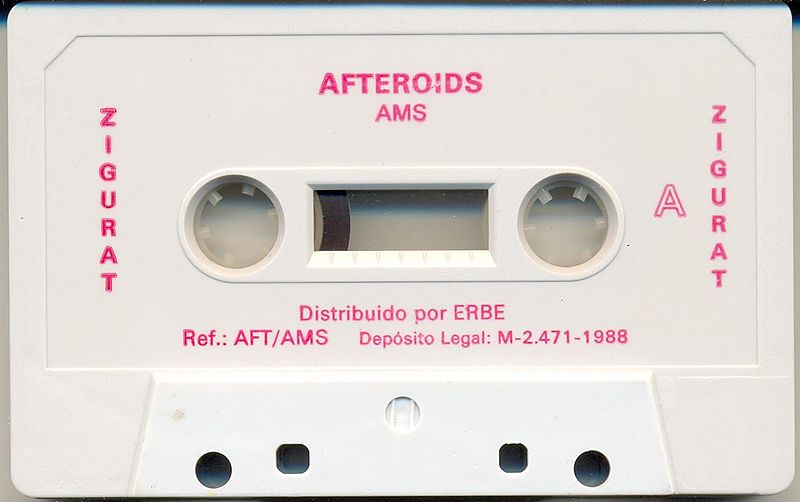 AFTEROIDS
AMS
ZIGURAT
ZIGURAT
A
Distribuido por ERBE
Ref.: AFT/AMS Depósito Legal: M-2.471-1988